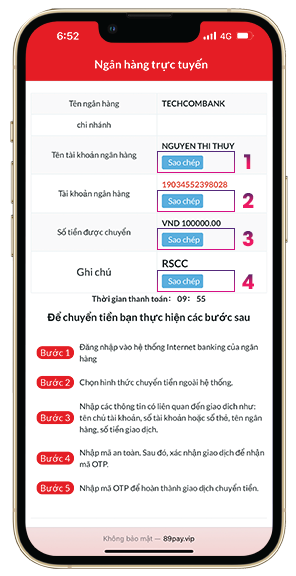 6:52
4G
Ngân hàng trực tuyến
Tên ngân hàng TECHCOMBANK
chi nhánh
Tên tài khoản ngân hàng NGUYEN THI THUY
Sao chép 1
Tài khoản ngân hàng 19034552398028
Sao chép 2
Số tiền được chuyển VND 100000.00
Sao chép 3
Ghi chú RSCC
Sao chép 4
Thời gian thanh toán: 09: 55
Để chuyển tiền bạn thực hiện các bước sau
Bước 1 Đăng nhập vào hệ thống Internet banking của ngân
hàng
Bước 2 Chọn hình thức chuyển tiền ngoài hệ thống.
Bước 3 Nhập các thông tin có liên quan đến giao dịch như:
tên chủ tài khoản, số tài khoản hoặc số thẻ, tên ngân
hàng, số tiền giao dịch.
Bước 4 Nhập mã an toàn. Sau đó, xác nhận giao dịch để nhận
mã OTP.
Bước 5 Nhập mã OTP để hoàn thành giao dịch chuyển tiền.
Không bảo mật — 89pay.vip